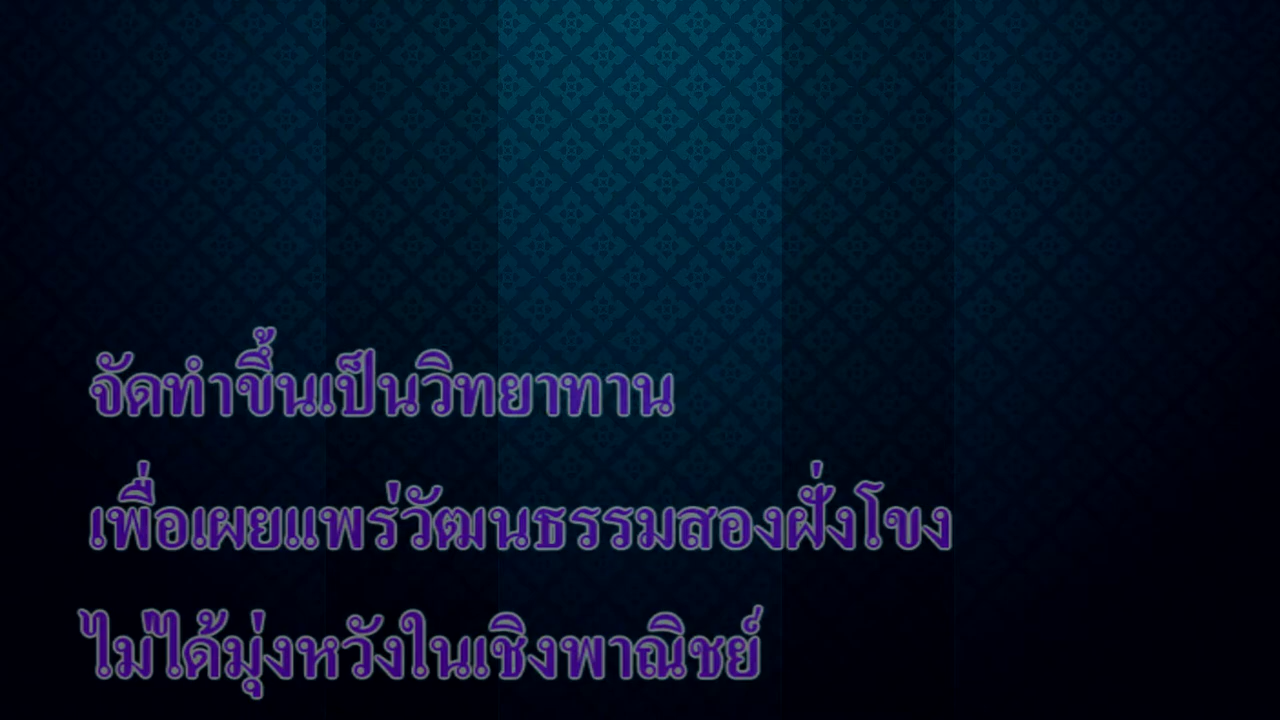 จัดทำขึ้นเป็นวิทยาทาน
เพื่อเผยแพร่วัฒนธรรมสองฝั่งโขง
ไม่ได้มุ่งหวังในเชิงพาณิชย์